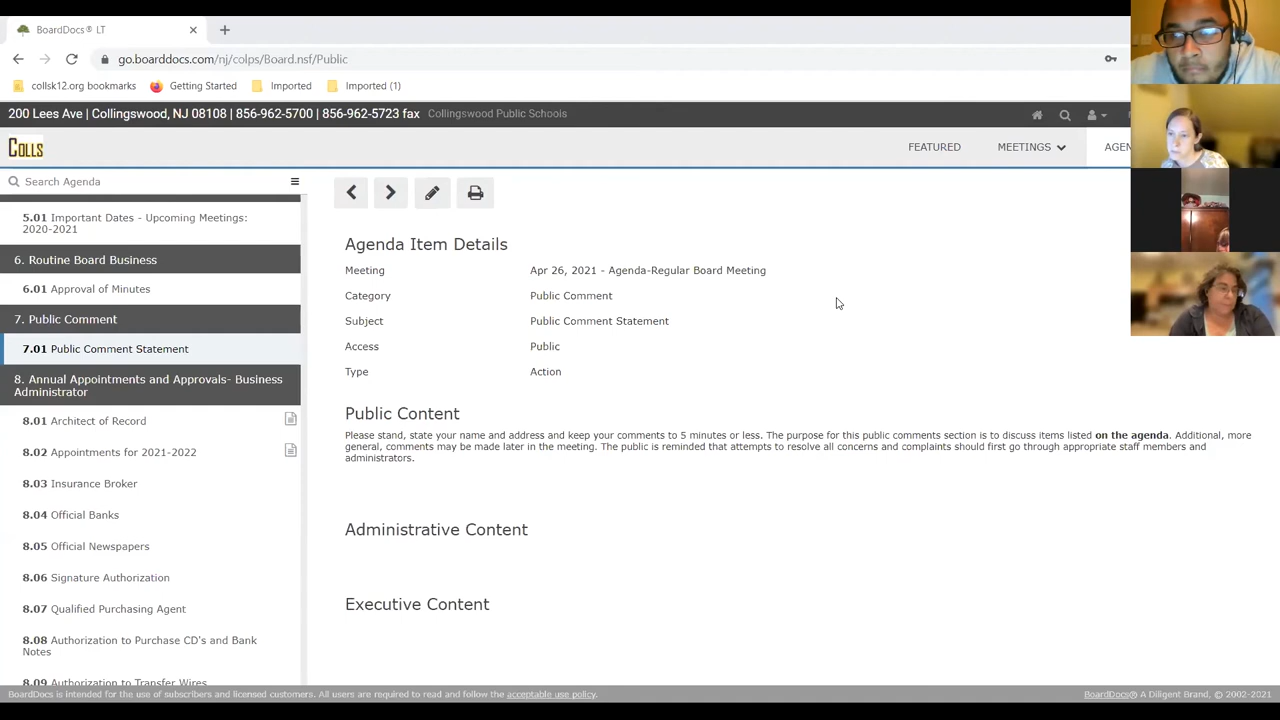 BoardDocs® LT
go.boarddocs.com/nj/colps/Board.nsf/Public
collsk12.org bookmarks
Getting Started
Imported
Imported (1)
200 Lees Ave | Collingswood, NJ 08108 | 856-962-5700 | 856-962-5723 fax
Collingswood Public Schools
COLLS
FEATURED
MEETINGS
AGEN
Search Agenda
5.01 Important Dates - Upcoming Meetings:
2020-2021
6. Routine Board Business
6.01 Approval of Minutes
7. Public Comment
7.01 Public Comment Statement
8. Annual Appointments and Approvals- Business
Administrator
8.01 Architect of Record
8.02 Appointments for 2021-2022
8.03 Insurance Broker
8.04 Official Banks
8.05 Official Newspapers
8.06 Signature Authorization
8.07 Qualified Purchasing Agent
8.08 Authorization to Purchase CD's and Bank
Notes
8.09 Authorization to Transfer Wires
Agenda Item Details
Meeting Apr 26, 2021 - Agenda-Regular Board Meeting
Category Public Comment
Subject Public Comment Statement
Access Public
Type Action
Public Content
Please stand, state your name and address and keep your comments to 5 minutes or less. The purpose for this public comments section is to discuss items listed on the agenda. Additional, more
general, comments may be made later in the meeting. The public is reminded that attempts to resolve all concerns and complaints should first go through appropriate staff members and
administrators.
Administrative Content
Executive Content
BoardDocs is intended for the use of subscribers and licensed customers. All users are required to read and follow the acceptable use policy.
BoardDocs® A Diligent Brand, © 2002-2021